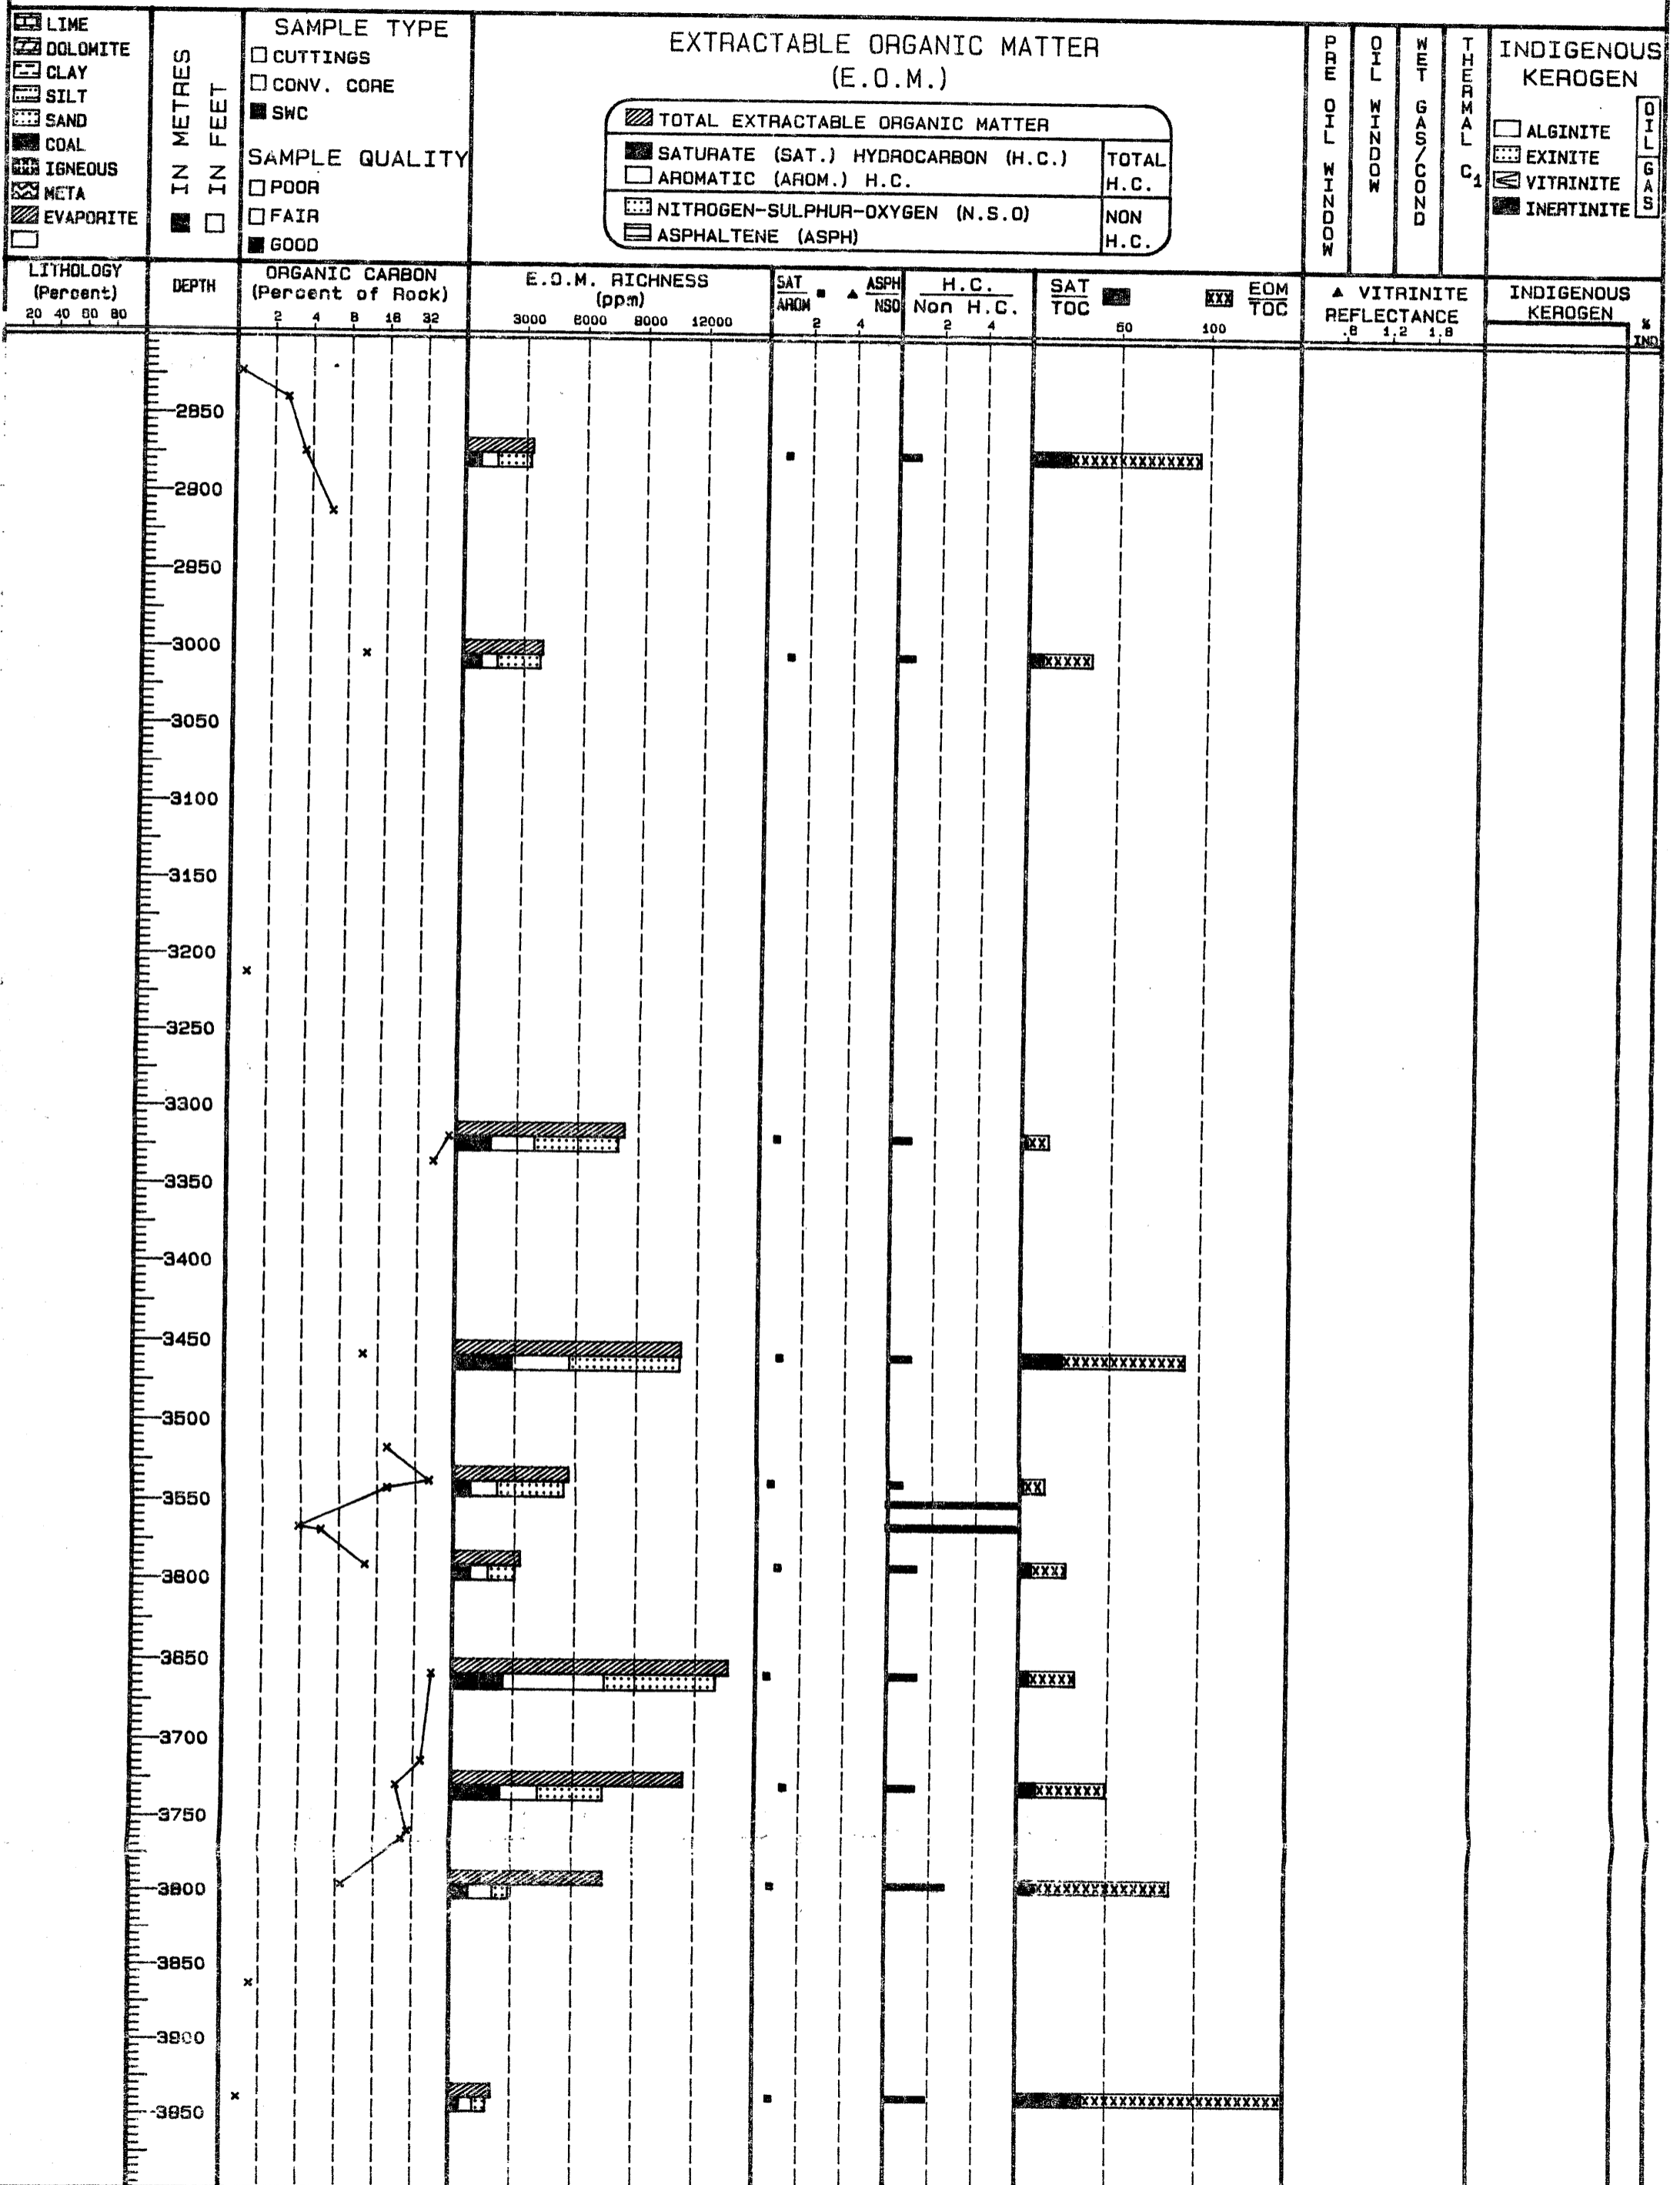 LIME
DOLOMITE
CLAY
SILT
SAND
COAL
IGNEOUS
META
EVAPORITE
IN METRES
IN FEET
SAMPLE TYPE
CUTTINGS
CONV. CORE
SWC
SAMPLE QUALITY
POOR
FAIR
GOOD
EXTRACTABLE ORGANIC MATTER
(E.O.M.)
TOTAL EXTRACTABLE ORGANIC MATTER
SATURATE (SAT.) HYDROCARBON (H.C.)
AROMATIC (AROM.) H.C.
TOTAL
H.C.
NITROGEN-SULPHUR-OXYGEN (N.S.O)
ASPHALTENE (ASPH)
NON
H.C.
PRE OIL WINDOW
OIL WINDOW
WET GAS/COND
THERMAL C1
INDIGENOUS
KEROGEN
ALGINITE
EXINITE
VITRINITE
INERTINITE
OIL
GAS
LITHOLOGY
(Percent)
20 40 60 80
DEPTH
ORGANIC CARBON
(Percent of Rock)
2 4 8 16 32
E.O.M. RICHNESS
(ppm)
3000 6000 9000 12000
SAT
AROM
ASPH
NSO
2 4
H.C.
Non H.C.
2 4
SAT
TOC
EOM
TOC
50 100
VITRINITE
REFLECTANCE
.8 1.2 1.8
INDIGENOUS
KEROGEN
%
IND
2850
2900
2950
3000
3050
3100
3150
3200
3250
3300
3350
3400
3450
3500
3550
3600
3650
3700
3750
3800
3850
3900
3950